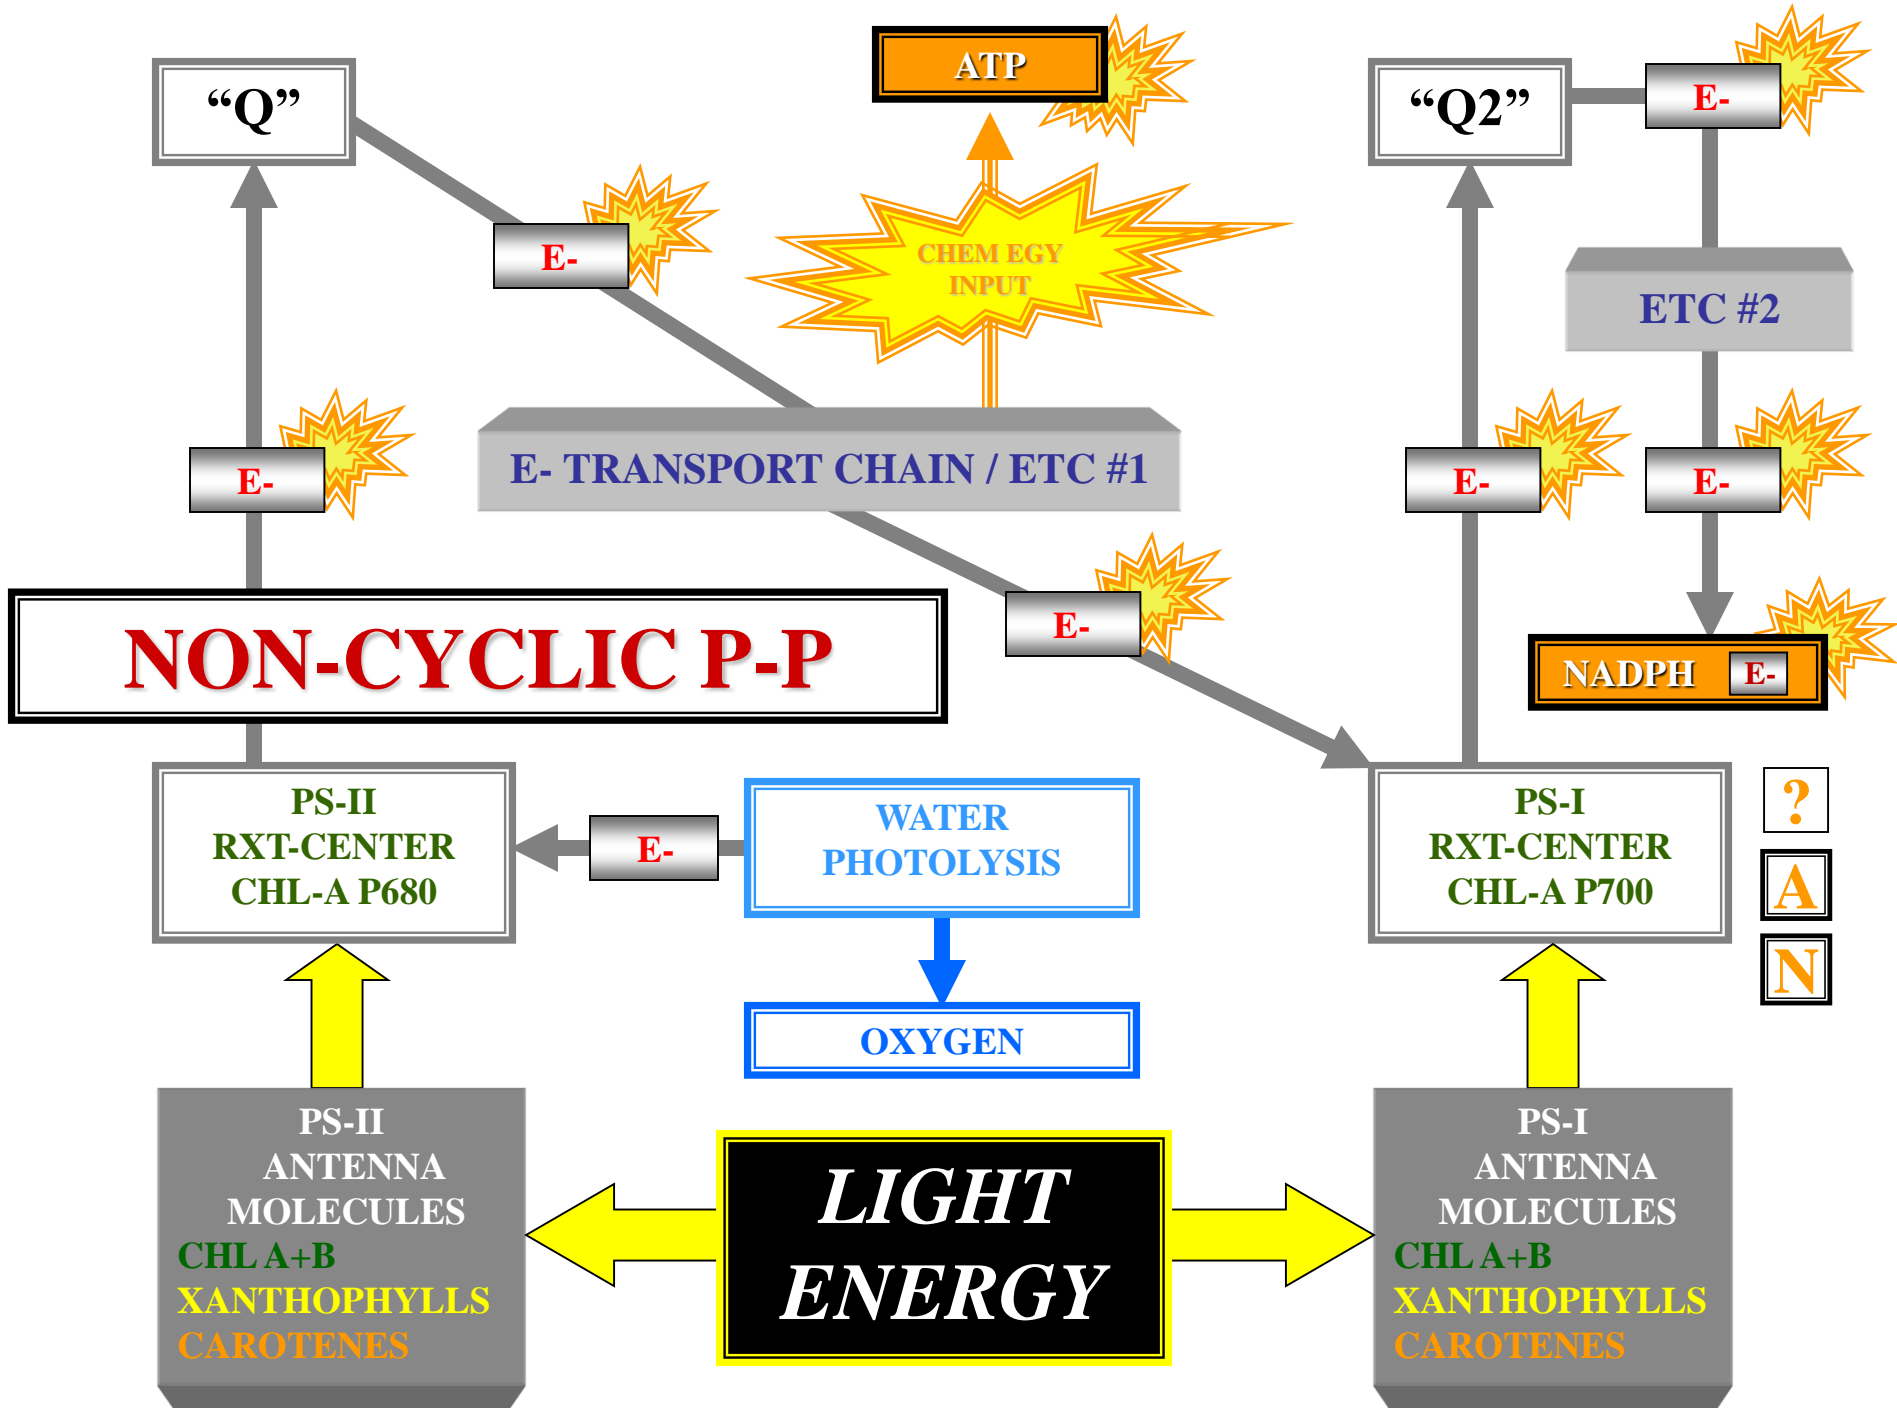 ATP
“Q”
“Q2”
E-
E-
CHEM EGY
INPUT
ETC #2
E- TRANSPORT CHAIN / ETC #1
E-
E-
E-
E-
NON-CYCLIC P-P
NADPH E-
PS-II
RXT-CENTER
CHL-A P680
E-
WATER
PHOTOLYSIS
PS-I
RXT-CENTER
CHL-A P700
?
A
N
OXYGEN
PS-II
ANTENNA
MOLECULES
CHL A+B
XANTHOPHYLLS
CAROTENES
LIGHT
ENERGY
PS-I
ANTENNA
MOLECULES
CHL A+B
XANTHOPHYLLS
CAROTENES